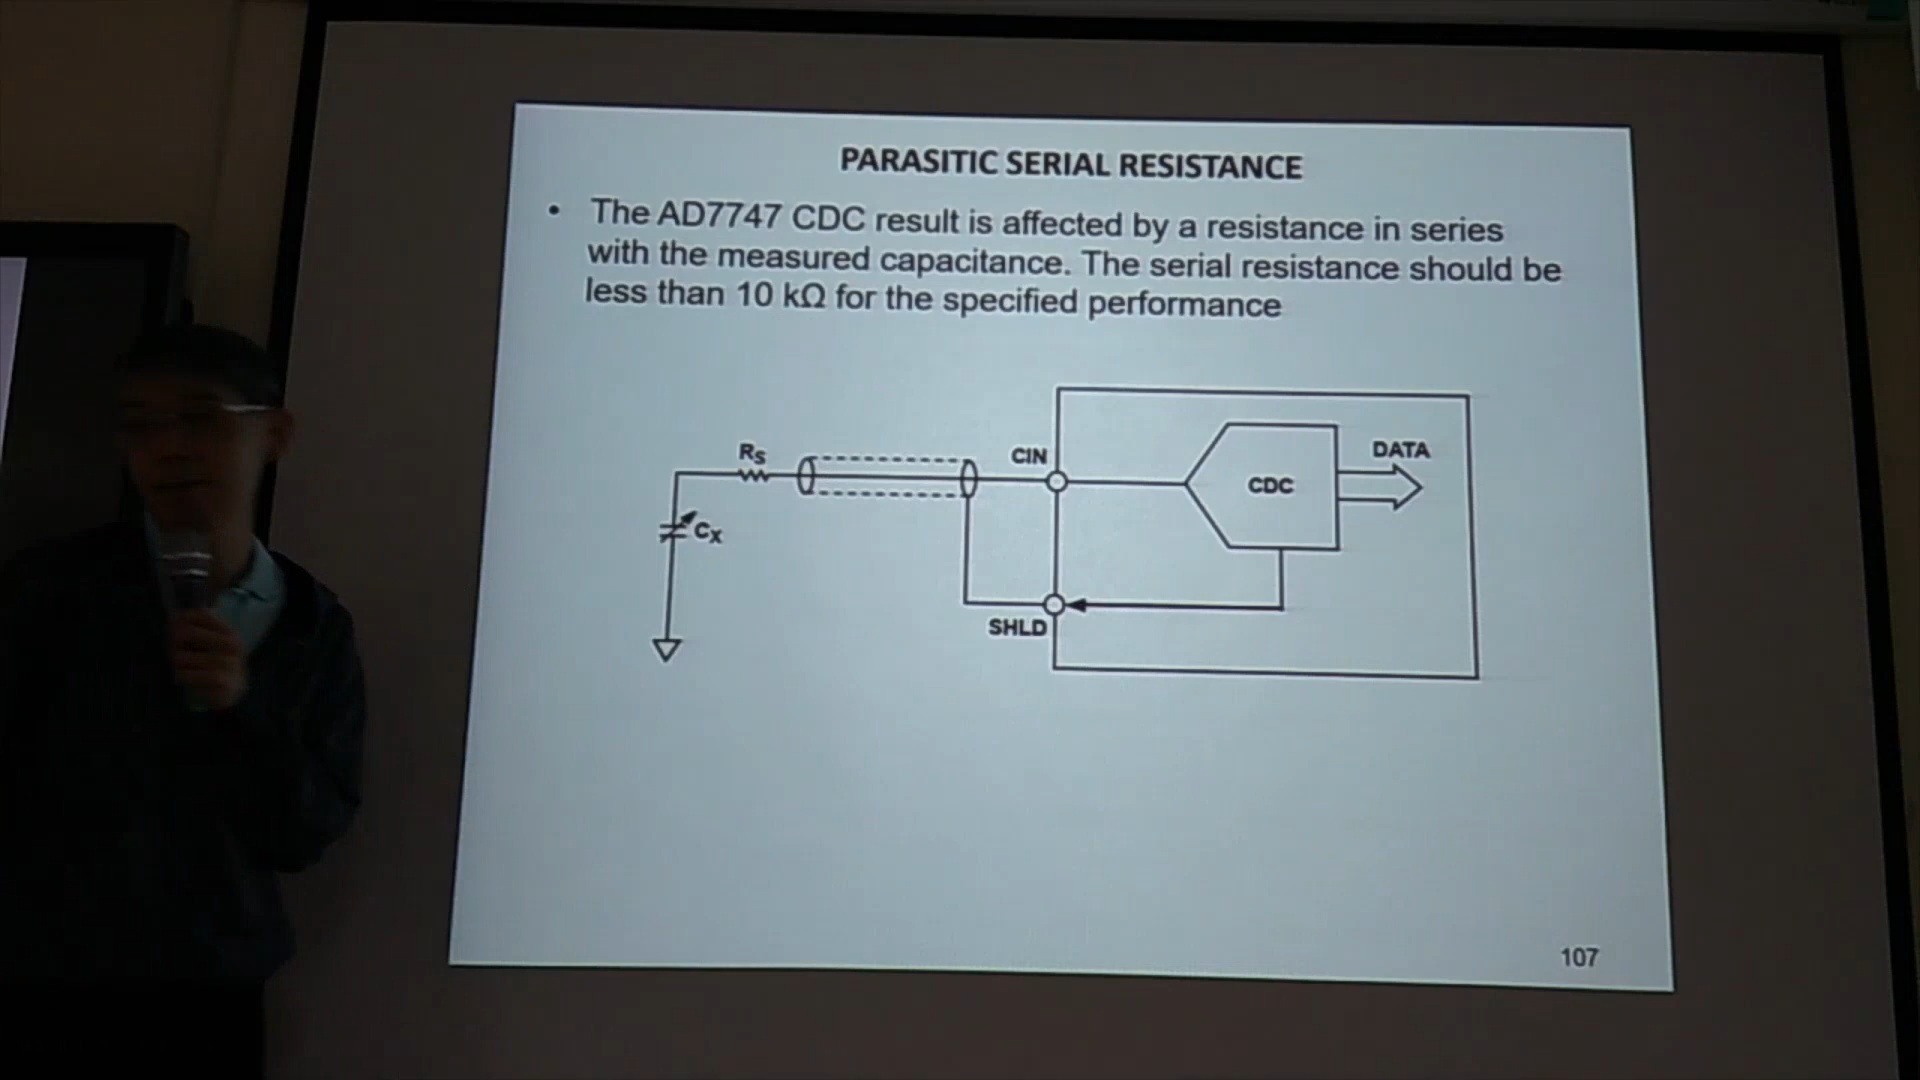 PARASITIC SERIAL RESISTANCE
• The AD7747 CDC result is affected by a resistance in series
with the measured capacitance. The serial resistance should be
less than 10 kΩ for the specified performance
RS
CX
CIN
SHLD
CDC
DATA
107